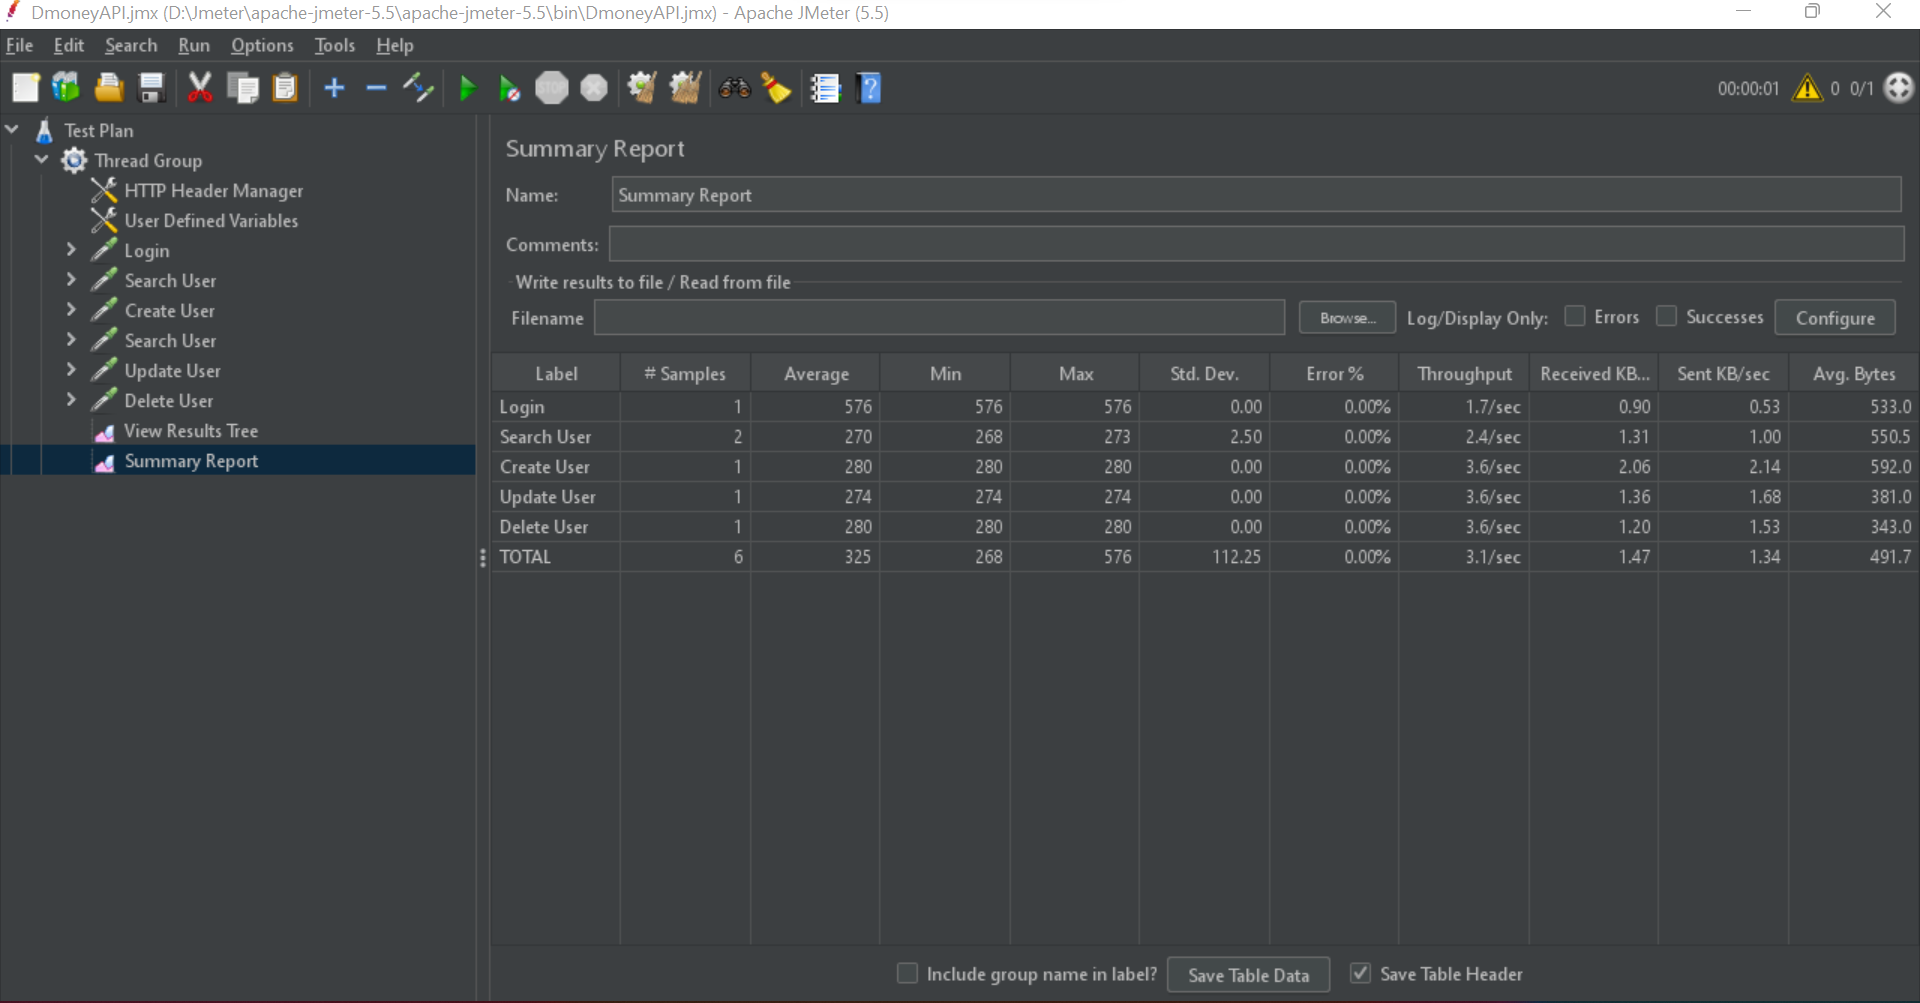 DmoneyAPI.jmx (D:\Jmeter\apache-jmeter-5.5\apache-jmeter-5.5\bin\DmoneyAPI.jmx) - Apache JMeter (5.5)
File Edit Search Run Options Tools Help
STOP 00:00:01 0 0/1
Test Plan
Thread Group
HTTP Header Manager
User Defined Variables
Login
Search User
Create User
Search User
Update User
Delete User
View Results Tree
Summary Report
Summary Report
Name: Summary Report
Comments:
Write results to file / Read from file
Filename Browse... Log/Display Only: Errors Successes Configure
Label # Samples Average Min Max Std. Dev. Error % Throughput Received KB... Sent KB/sec Avg. Bytes
Login 1 576 576 576 0.00 0.00% 1.7/sec 0.90 0.53 533.0
Search User 2 270 268 273 2.50 0.00% 2.4/sec 1.31 1.00 550.5
Create User 1 280 280 280 0.00 0.00% 3.6/sec 2.06 2.14 592.0
Update User 1 274 274 274 0.00 0.00% 3.6/sec 1.36 1.68 381.0
Delete User 1 280 280 280 0.00 0.00% 3.6/sec 1.20 1.53 343.0
TOTAL 6 325 268 576 112.25 0.00% 3.1/sec 1.47 1.34 491.7
Include group name in label? Save Table Data Save Table Header